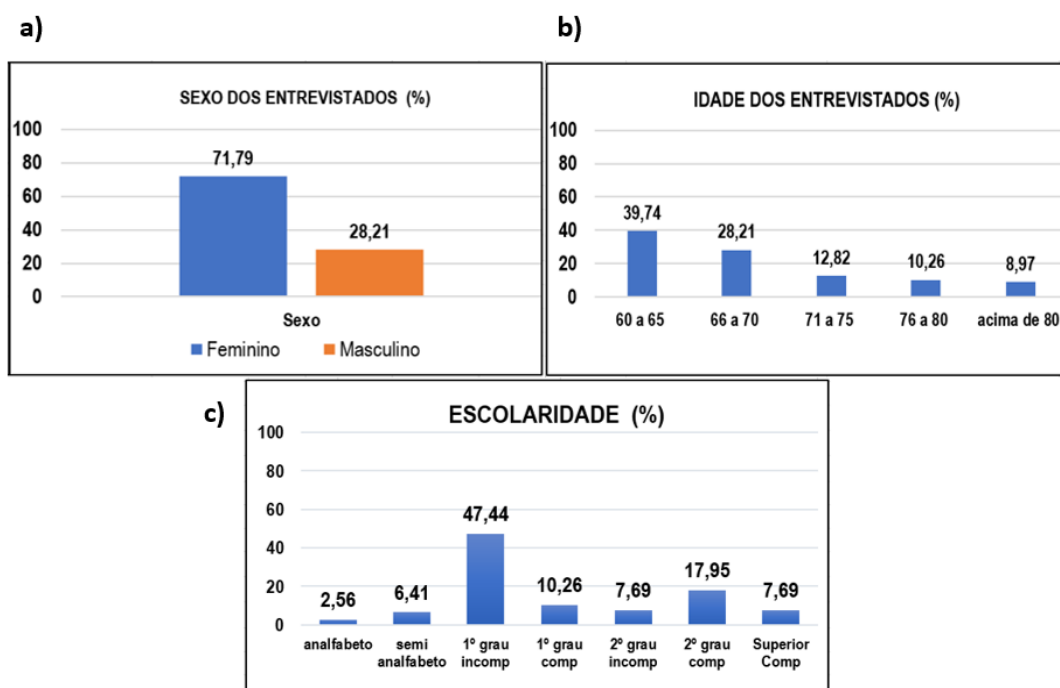 a)
SEXO DOS ENTREVISTADOS (%)
100
80
60
40
20
0
71,79
28,21
Sexo
Feminino Masculino
b)
IDADE DOS ENTREVISTADOS (%)
100
80
60
40
20
0
39,74
28,21
12,82
10,26
8,97
60 a 65 66 a 70 71 a 75 76 a 80 acima de 80
c)
ESCOLARIDADE (%)
100
80
60
40
20
0
2,56
6,41
47,44
10,26
7,69
17,95
7,69
analfabeto semi 1º grau 1º grau 2º grau 2º grau Superior
analfabeto incomp comp incomp comp Comp